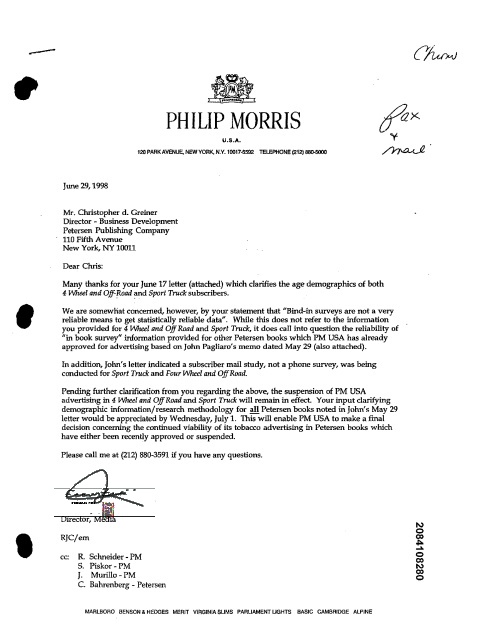 Chron
PHILIP MORRIS
U.S.A.
120 PARK AVENUE, NEW YORK, N.Y. 10017-5592 TELEPHONE (212) 880-5000
Fax
+
mail
June 29, 1998
Mr. Christopher d. Greiner
Director - Business Development
Petersen Publishing Company
110 Fifth Avenue
New York, NY 10011
Dear Chris:
Many thanks for your June 17 letter (attached) which clarifies the age demographics of both
4 Wheel and Off-Road and Sport Truck subscribers.
We are somewhat concerned, however, by your statement that "Bind-in surveys are not a very
reliable means to get statistically reliable data". While this does not refer to the information
you provided for 4 Wheel and Off Road and Sport Truck, it does call into question the reliability of
"in book survey" information provided for other Petersen books which PM USA has already
approved for advertising based on John Pagliaro's memo dated May 29 (also attached).
In addition, John's letter indicated a subscriber mail study, not a phone survey, was being
conducted for Sport Truck and Four Wheel and Off Road.
Pending further clarification from you regarding the above, the suspension of PM USA
advertising in 4 Wheel and Off Road and Sport Truck will remain in effect. Your input clarifying
demographic information/research methodology for all Petersen books noted in John's May 29
letter would be appreciated by Wednesday, July 1. This will enable PM USA to make a final
decision concerning the continued viability of its tobacco advertising in Petersen books which
have either been recently approved or suspended.
Please call me at (212) 880-3591 if you have any questions.
Director, Media
RJC/em
cc: R. Schneider - PM
S. Piskor - PM
J. Murillo - PM
C. Bahrenberg - Petersen
2084108280
MARLBORO BENSON & HEDGES MERIT VIRGINIA SLIMS PARLIAMENT LIGHTS BASIC CAMBRIDGE ALPINE